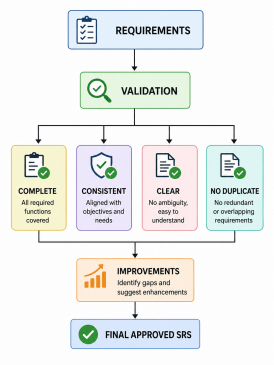 REQUIREMENTS
VALIDATION
COMPLETE
All required
functions
covered
CONSISTENT
Aligned with
objectives and
needs
CLEAR
No ambiguity,
easy to
understand
NO DUPLICATE
No redundant
or overlapping
requirements
IMPROVEMENTS
Identify gaps and
suggest enhancements
FINAL APPROVED SRS